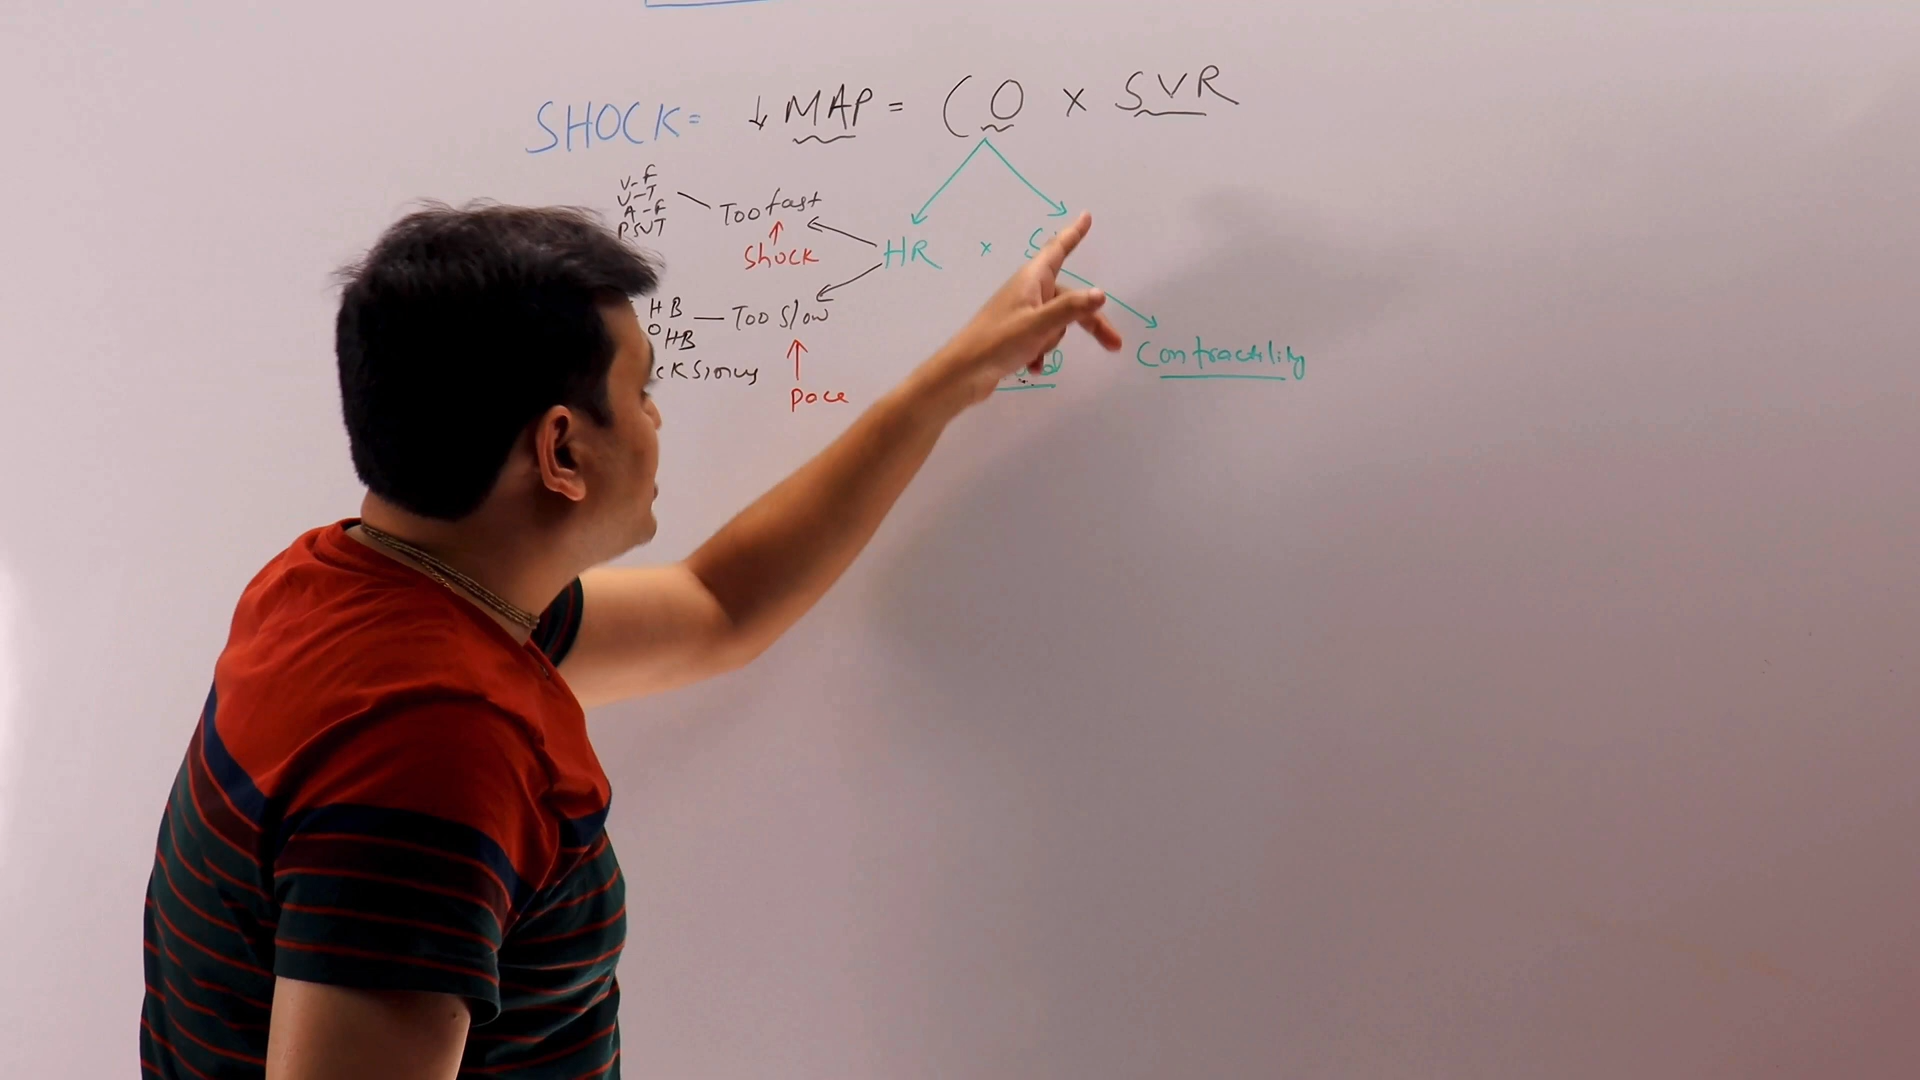 SHOCK = ↓ MAP = CO x SVR
V-F
V-T
A-F
PSVT
Too fast
Shock
HR x
HB
Too Slow
° HB
Pace
Contractility